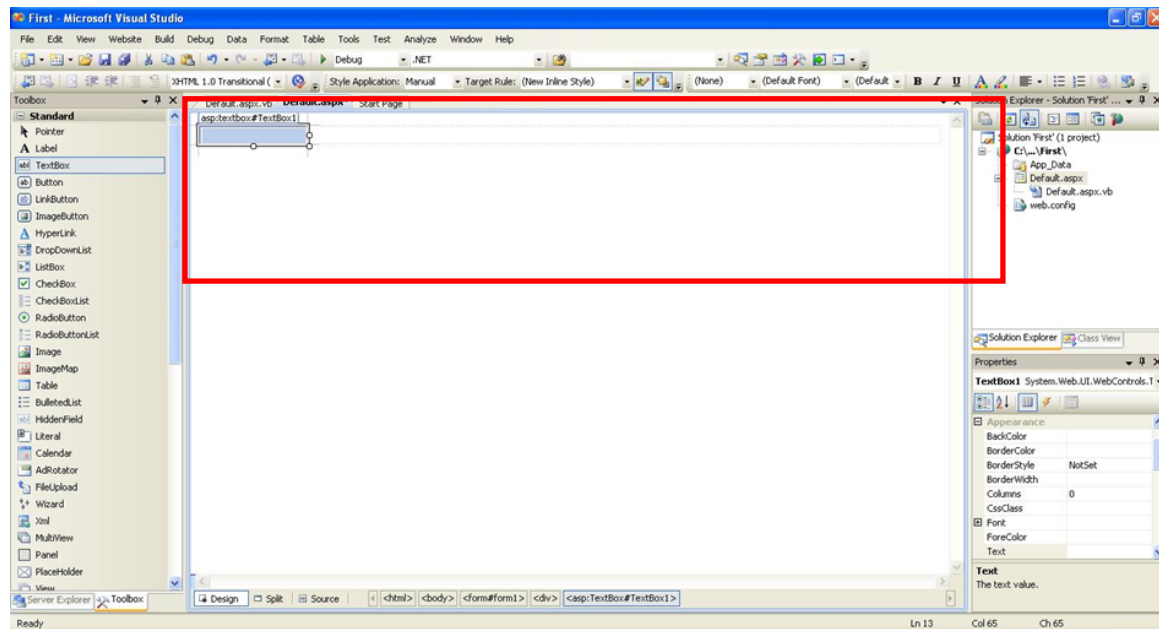 First - Microsoft Visual Studio
File Edit View Website Build Debug Data Format Table Tools Test Analyze Window Help
Debug .NET
XHTML 1.0 Transitional ( Style Application: Manual Target Rule: (New Inline Style) (None) (Default Font) (Default B I U
Toolbox
Standard
Pointer
A Label
abl TextBox
ab Button
LinkButton
ImageButton
A HyperLink
DropDownList
ListBox
CheckBox
CheckBoxList
RadioButton
RadioButtonList
Image
ImageMap
Table
BulletedList
HiddenField
Literal
Calendar
AdRotator
FileUpload
Wizard
Xml
MultiView
Panel
PlaceHolder
View
Server Explorer Toolbox
Default.aspx.vb Default.aspx* Start Page
asp:textbox#TextBox1
Design Split Source <html> <body> <form#form1> <div> <asp:TextBox#TextBox1>
Solution Explorer - Solution 'First' ...
Solution 'First' (1 project)
C:\...\First\
App_Data
Default.aspx
Default.aspx.vb
web.config
Solution Explorer Class View
Properties
TextBox1 System.Web.UI.WebControls.T
Appearance
BackColor
BorderColor
BorderStyle NotSet
BorderWidth
Columns 0
CssClass
Font
ForeColor
Text
Text
The text value.
Ready Ln 13 Col 65 Ch 65